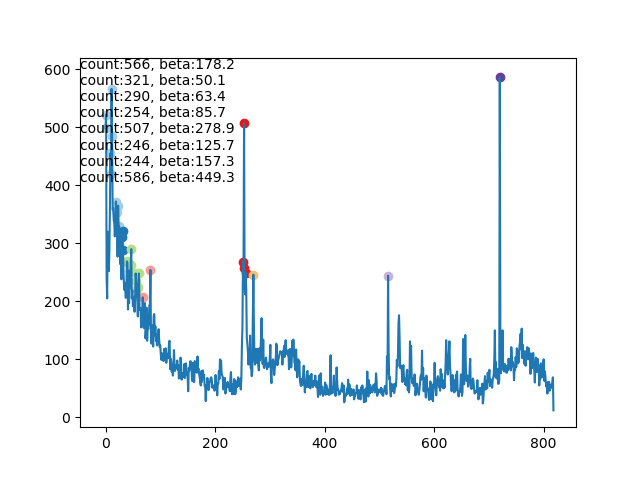 count:566, beta:178.2
count:321, beta:50.1
count:290, beta:63.4
count:254, beta:85.7
count:507, beta:278.9
count:246, beta:125.7
count:244, beta:157.3
count:586, beta:449.3
600
500
400
300
200
100
0
0 200 400 600 800